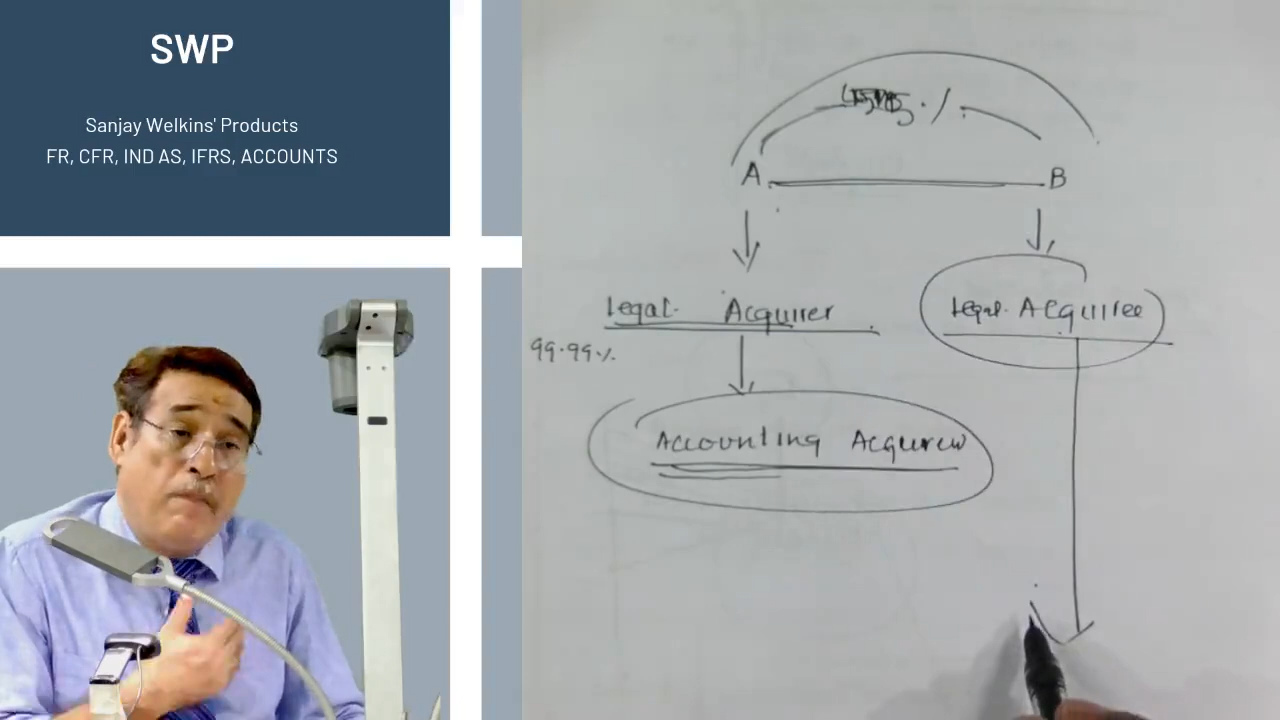 SWP
Sanjay Welkins' Products
FR, CFR, IND AS, IFRS, ACCOUNTS
%
A B
Legal Acquirer
Legal Acquiree
99.99%
Accounting Acquirer